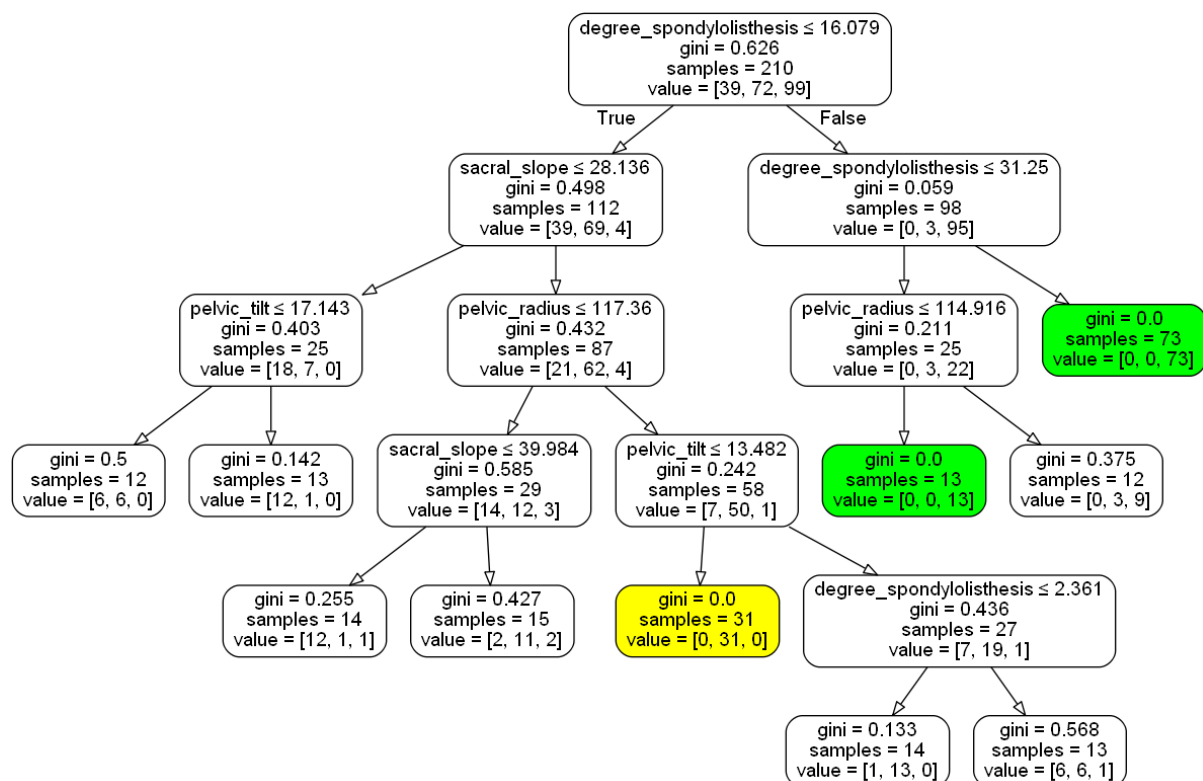 degree_spondylolisthesis ≤ 16.079
gini = 0.626
samples = 210
value = [39, 72, 99]
True
False
sacral_slope ≤ 28.136
gini = 0.498
samples = 112
value = [39, 69, 4]
degree_spondylolisthesis ≤ 31.25
gini = 0.059
samples = 98
value = [0, 3, 95]
pelvic_tilt ≤ 17.143
gini = 0.403
samples = 25
value = [18, 7, 0]
pelvic_radius ≤ 117.36
gini = 0.432
samples = 87
value = [21, 62, 4]
pelvic_radius ≤ 114.916
gini = 0.211
samples = 25
value = [0, 3, 22]
gini = 0.0
samples = 73
value = [0, 0, 73]
gini = 0.5
samples = 12
value = [6, 6, 0]
gini = 0.142
samples = 13
value = [12, 1, 0]
sacral_slope ≤ 39.984
gini = 0.585
samples = 29
value = [14, 12, 3]
pelvic_tilt ≤ 13.482
gini = 0.242
samples = 58
value = [7, 50, 1]
gini = 0.0
samples = 13
value = [0, 0, 13]
gini = 0.375
samples = 12
value = [0, 3, 9]
gini = 0.255
samples = 14
value = [12, 1, 1]
gini = 0.427
samples = 15
value = [2, 11, 2]
gini = 0.0
samples = 31
value = [0, 31, 0]
degree_spondylolisthesis ≤ 2.361
gini = 0.436
samples = 27
value = [7, 19, 1]
gini = 0.133
samples = 14
value = [1, 13, 0]
gini = 0.568
samples = 13
value = [6, 6, 1]